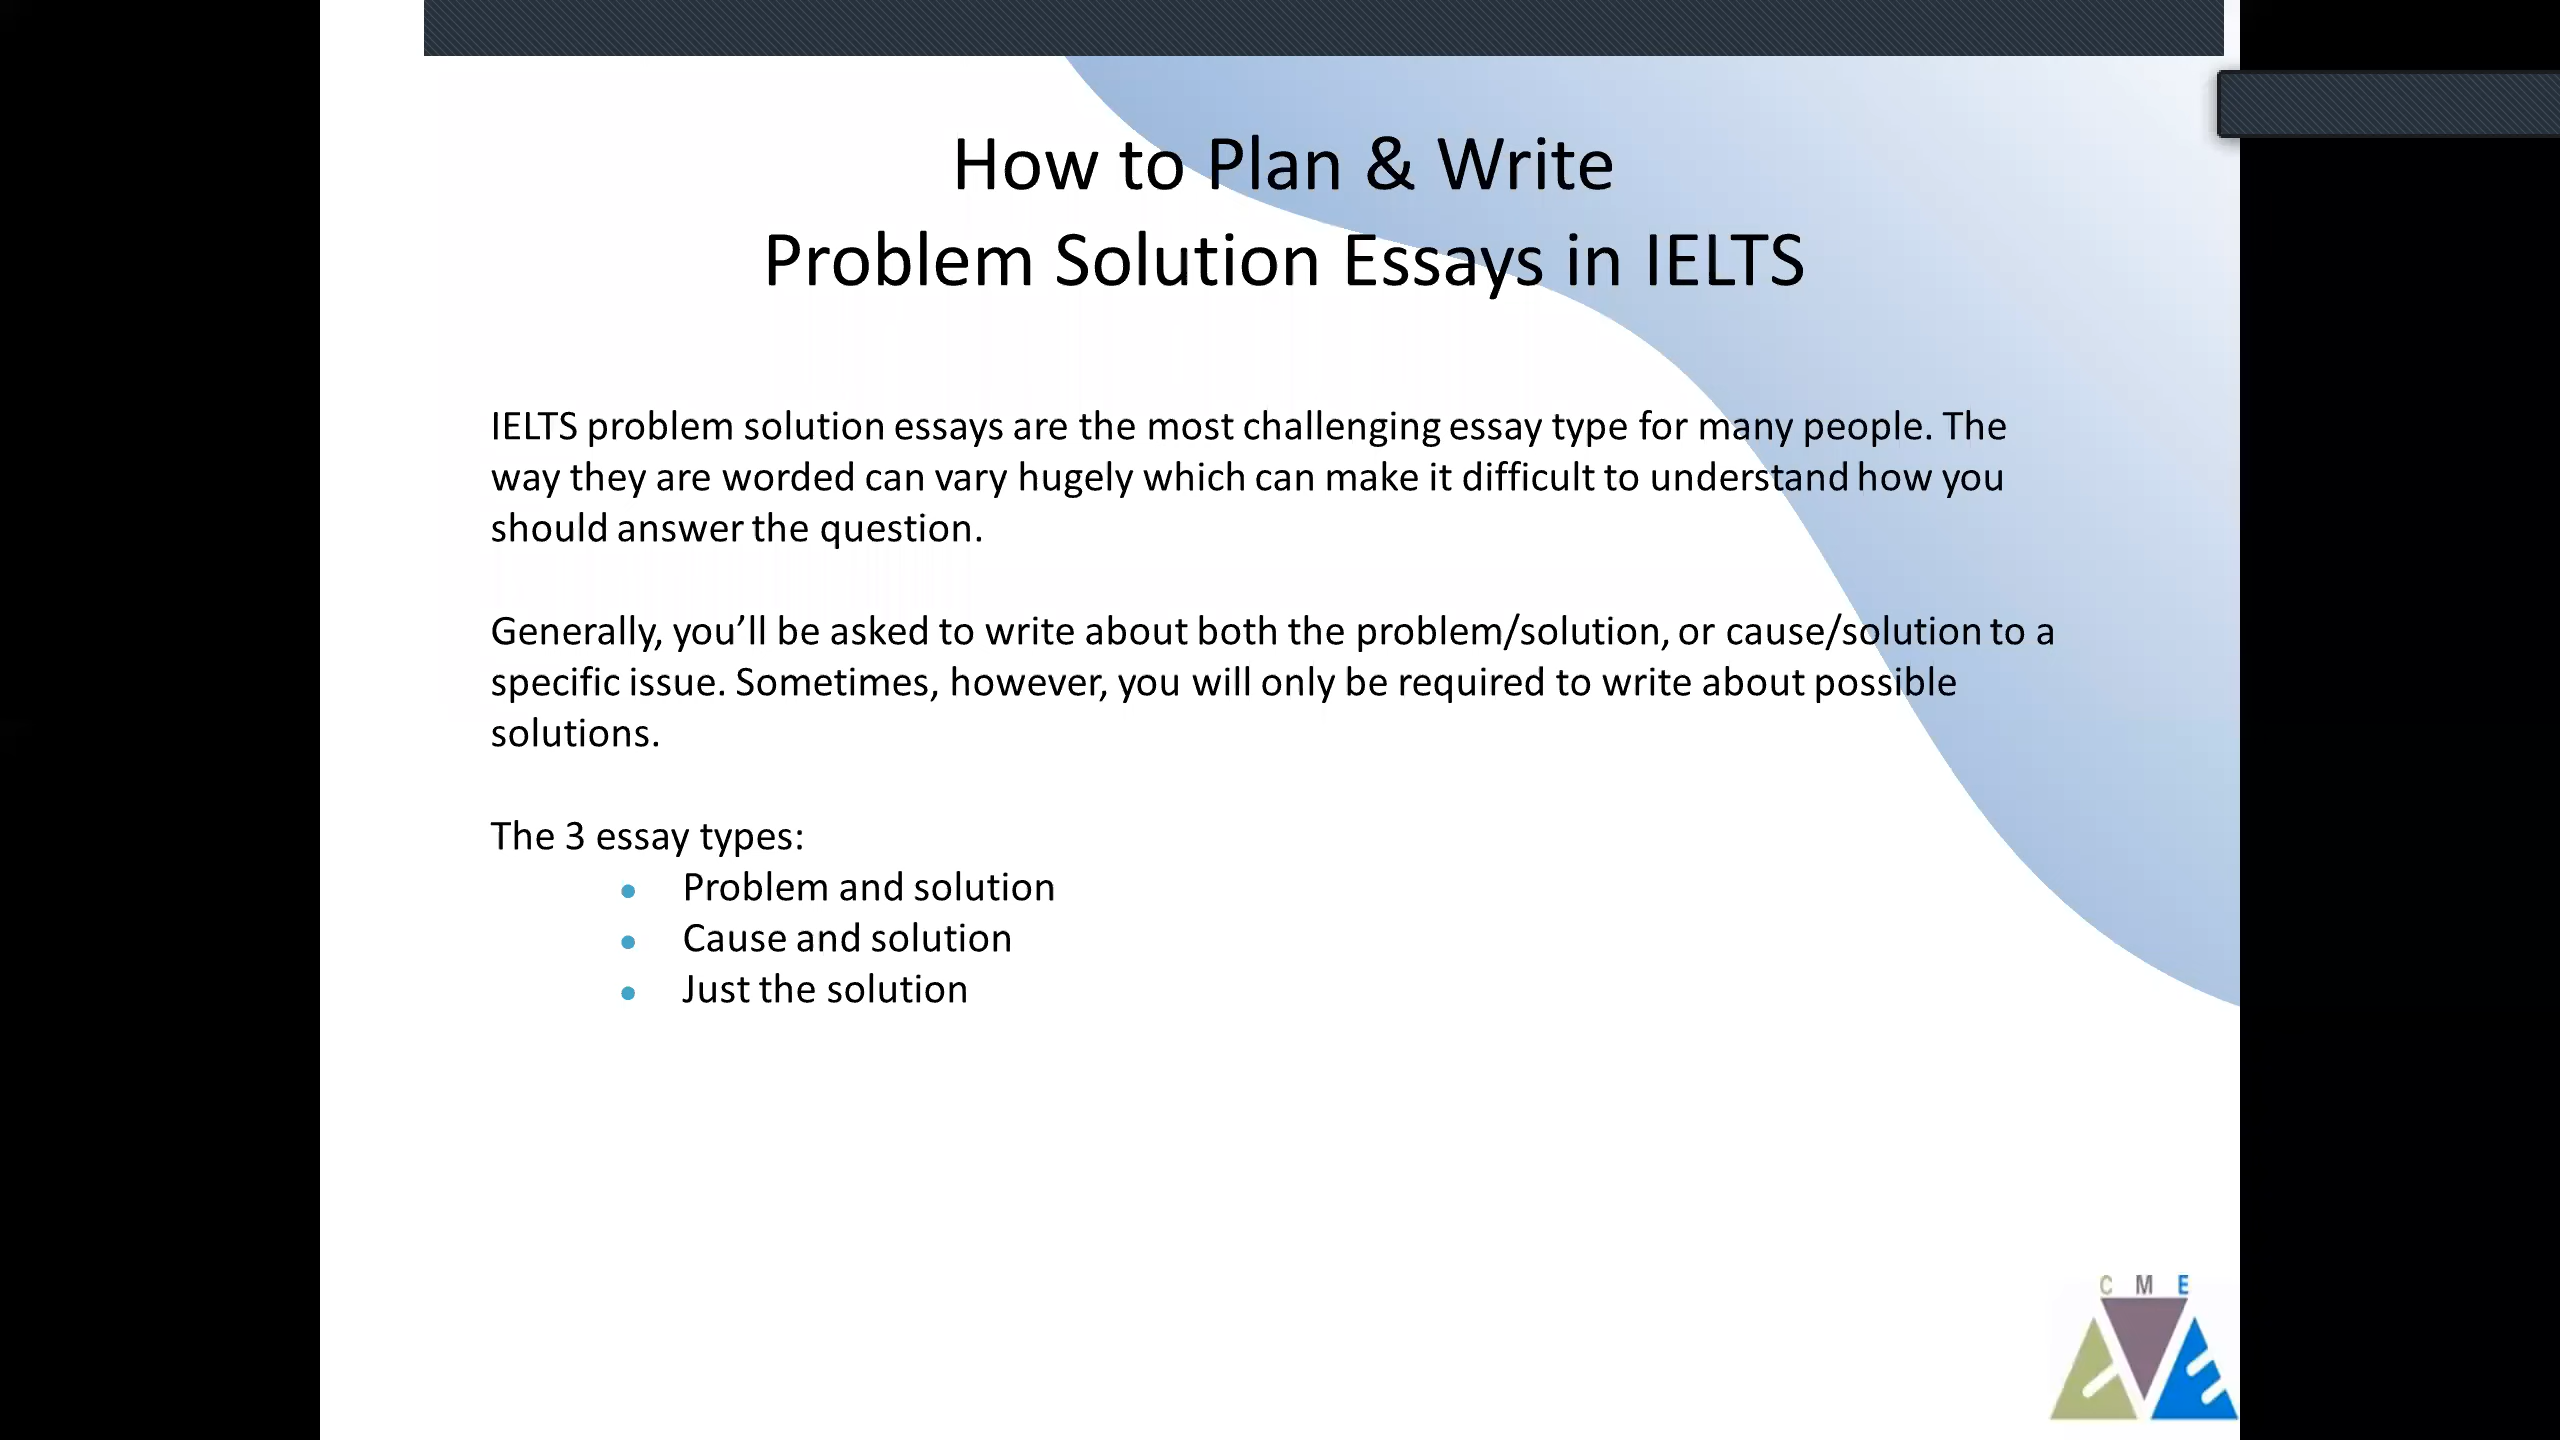 How to Plan & Write
Problem Solution Essays in IELTS
IELTS problem solution essays are the most challenging essay type for many people. The
way they are worded can vary hugely which can make it difficult to understand how you
should answer the question.
Generally, you’ll be asked to write about both the problem/solution, or cause/solution to a
specific issue. Sometimes, however, you will only be required to write about possible
solutions.
The 3 essay types:
• Problem and solution
• Cause and solution
• Just the solution
C M E